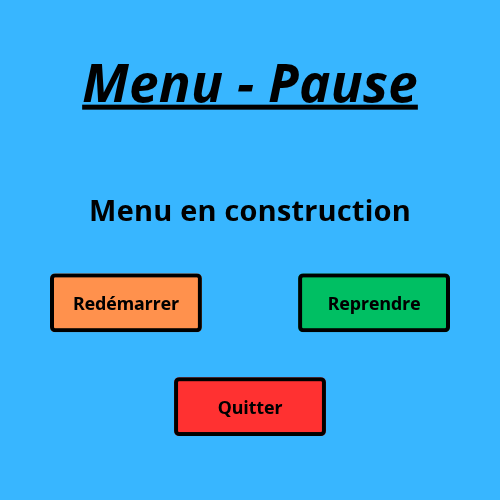 Menu - Pause
Menu en construction
Redémarrer
Reprendre
Quitter